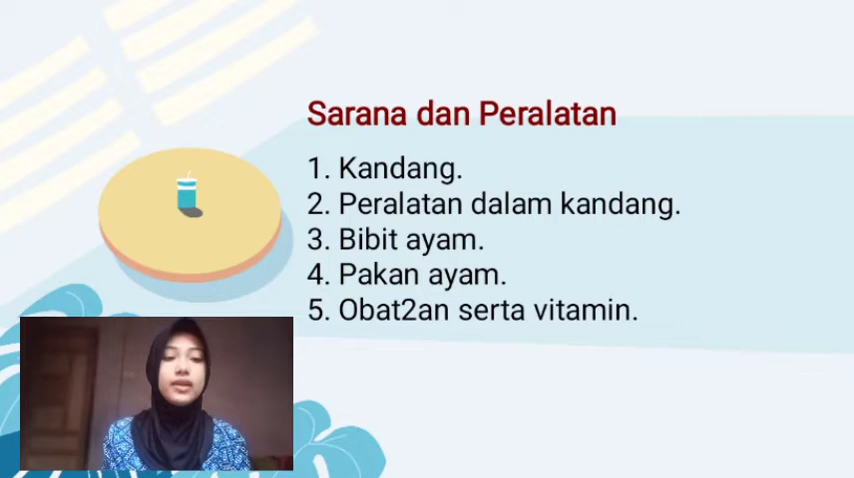 Sarana dan Peralatan
1. Kandang.
2. Peralatan dalam kandang.
3. Bibit ayam.
4. Pakan ayam.
5. Obat2an serta vitamin.